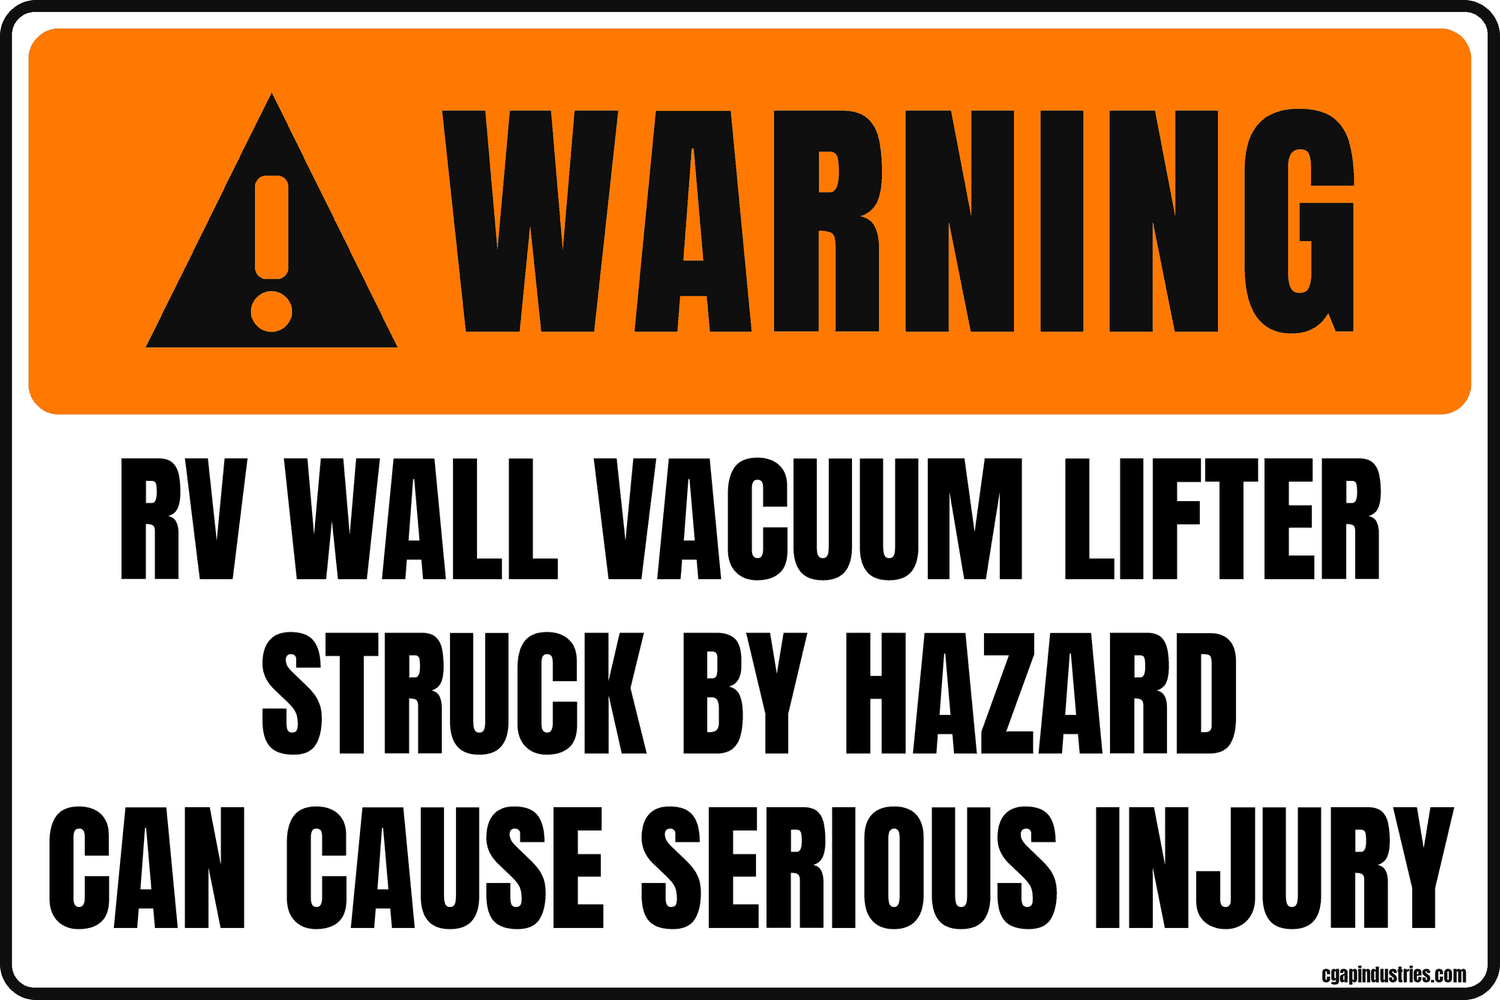 WARNING
RV WALL VACUUM LIFTER
STRUCK BY HAZARD
CAN CAUSE SERIOUS INJURY
cgapindustries.com